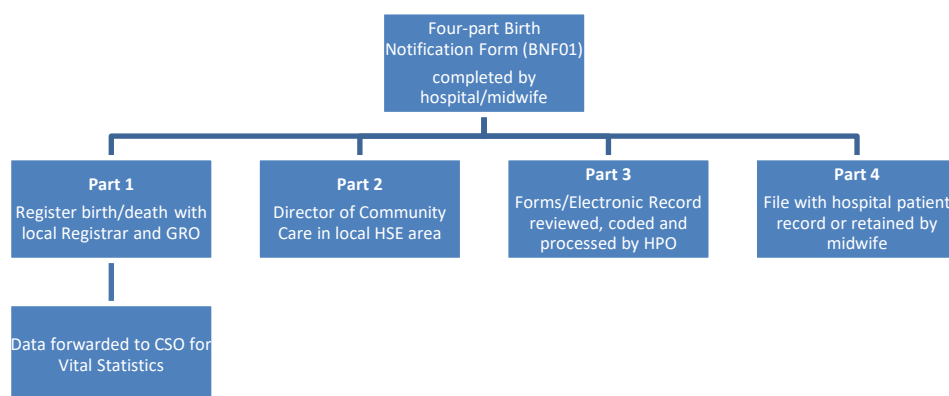 Four-part Birth
Notification Form (BNF01)
completed by
hospital/midwife
Part 1
Register birth/death with
local Registrar and GRO
Part 2
Director of Community
Care in local HSE area
Part 3
Forms/Electronic Record
reviewed, coded and
processed by HPO
Part 4
File with hospital patient
record or retained by
midwife
Data forwarded to CSO for
Vital Statistics